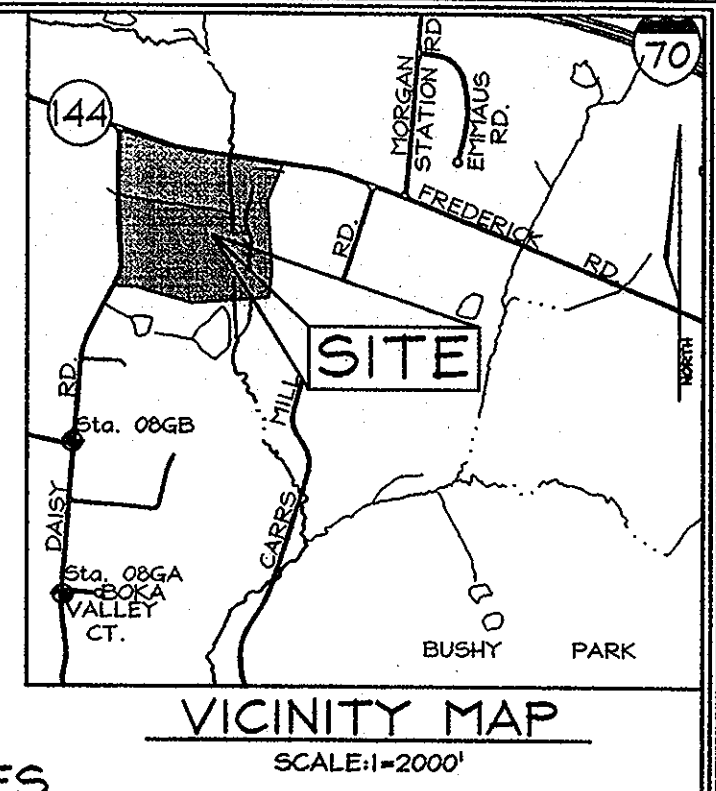 70
144
MORGAN
STATION RD
EMMAUS
RD.
FREDERICK
RD
RD.
NORTH
SITE
MILL
CARRS
RD.
Sta. 08GB
DAISY
Sta. 08GA
BOKA
VALLEY
CT.
BUSHY PARK
VICINITY MAP
SCALE:1=2000'
ES